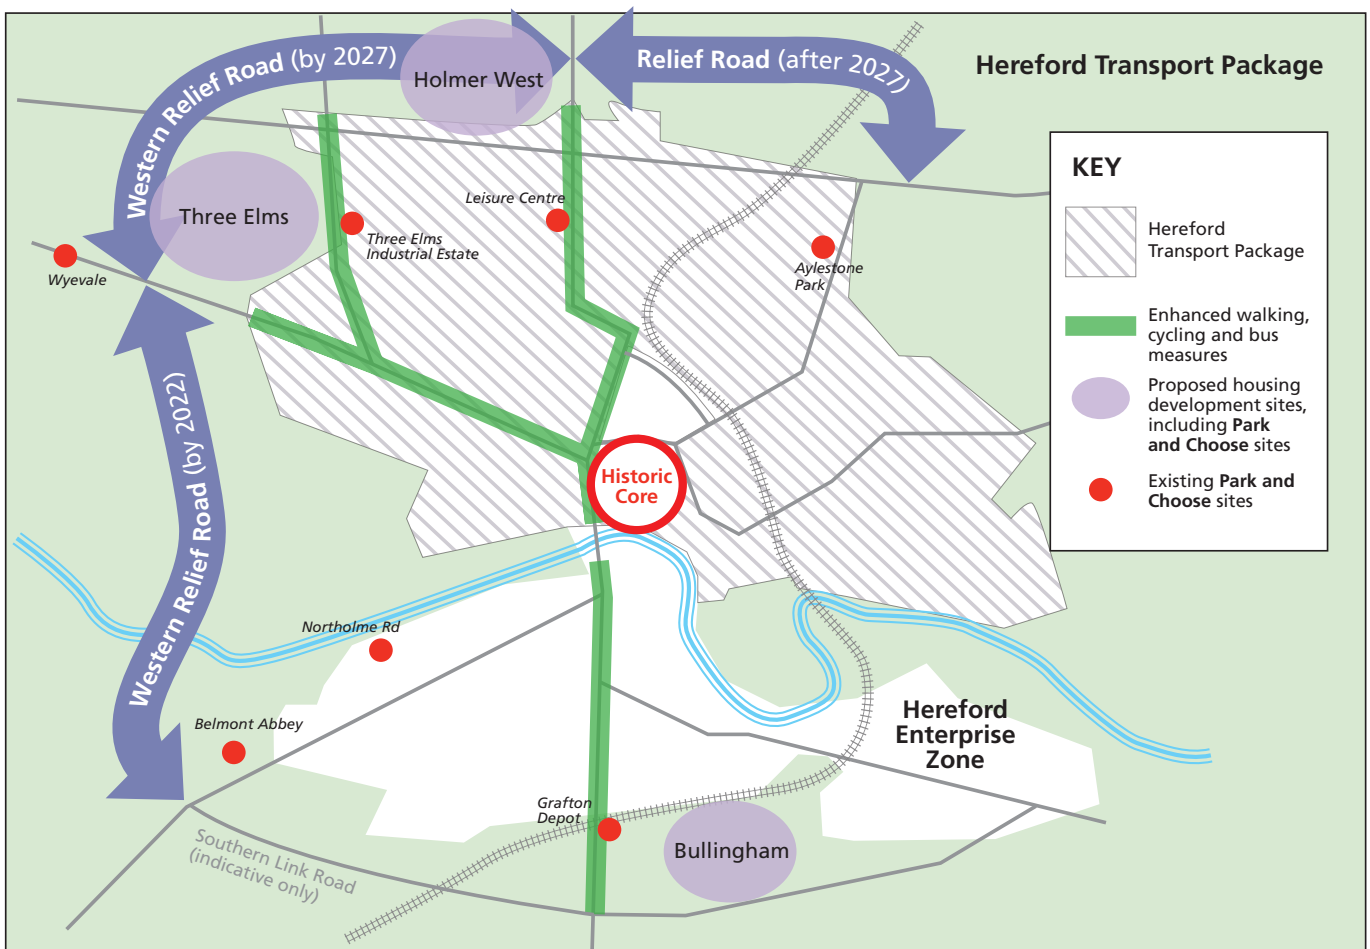 Hereford Transport Package
Western Relief Road (by 2027)
Relief Road (after 2027)
Holmer West
Three Elms
Leisure Centre
Three Elms
Industrial Estate
Wyevale
Aylestone
Park
Western Relief Road (by 2022)
Historic
Core
Northolme Rd
Belmont Abbey
Hereford
Enterprise
Zone
Grafton
Depot
Bullingham
Southern Link Road
(indicative only)
KEY
Hereford
Transport Package
Enhanced walking,
cycling and bus
measures
Proposed housing
development sites,
including Park
and Choose sites
Existing Park and
Choose sites